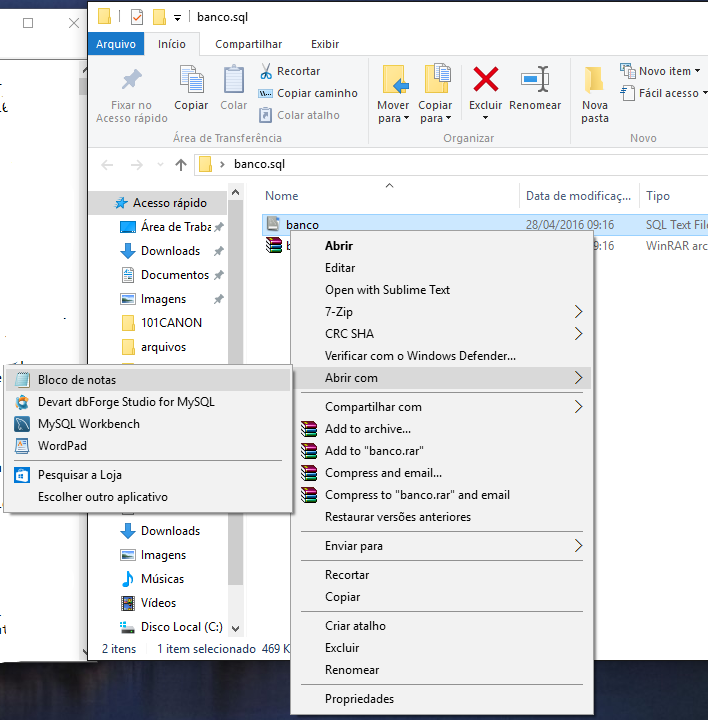 banco.sql
Arquivo
Início
Compartilhar
Exibir
Fixar no
Acesso rápido
Copiar
Colar
Recortar
Copiar caminho
Colar atalho
Área de Transferência
Mover
para
Copiar
para
Excluir
Renomear
Organizar
Nova
pasta
Novo item
Fácil acesso
Novo
banco.sql
Acesso rápido
Área de Traba
Downloads
Documentos
Imagens
101CANON
arquivos
Downloads
Imagens
Músicas
Vídeos
Disco Local (C:)
Nome
Data de modificaç...
Tipo
banco
28/04/2016 09:16
SQL Text File
b
:16
WinRAR arc
Abrir
Editar
Open with Sublime Text
7-Zip
CRC SHA
Verificar com o Windows Defender...
Abrir com
Compartilhar com
Add to archive...
Add to "banco.rar"
Compress and email...
Compress to "banco.rar" and email
Restaurar versões anteriores
Enviar para
Recortar
Copiar
Criar atalho
Excluir
Renomear
Propriedades
Bloco de notas
Devart dbForge Studio for MySQL
MySQL Workbench
WordPad
Pesquisar a Loja
Escolher outro aplicativo
2 itens
1 item selecionado
469 K